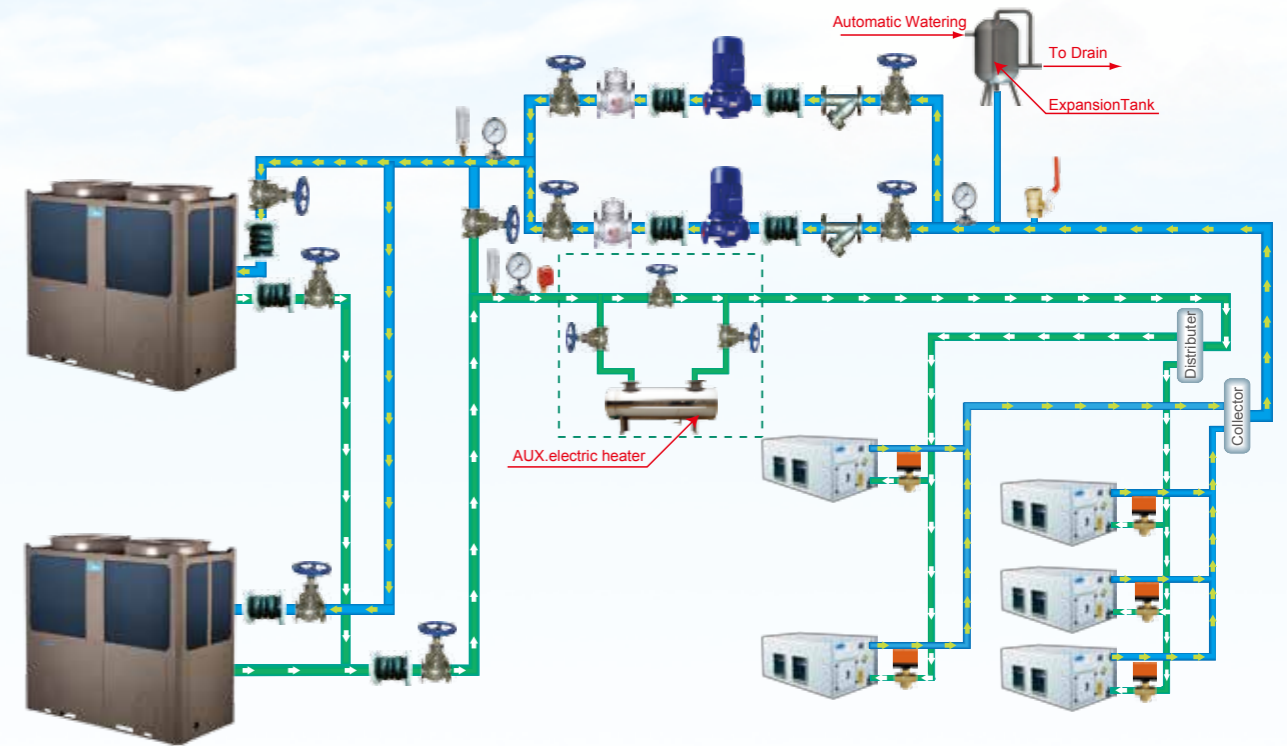 Automatic Watering
To Drain
ExpansionTank
Distributer
Collector
AUX.electric heater